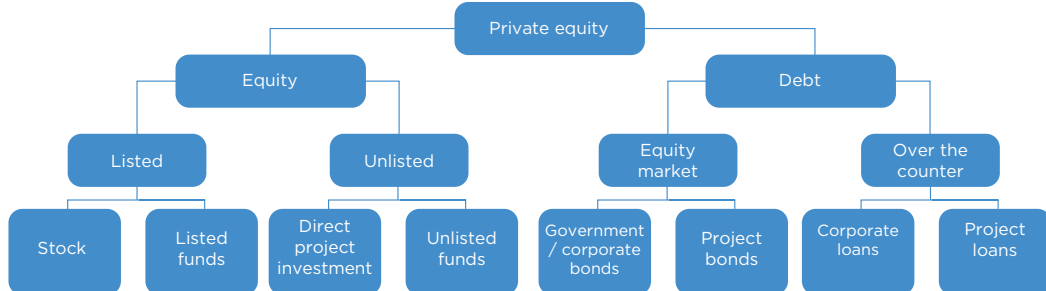 Private equity
Equity
Debt
Listed
Unlisted
Equity
market
Over the
counter
Stock
Listed
funds
Direct
project
investment
Unlisted
funds
Government
/ corporate
bonds
Project
bonds
Corporate
loans
Project
loans